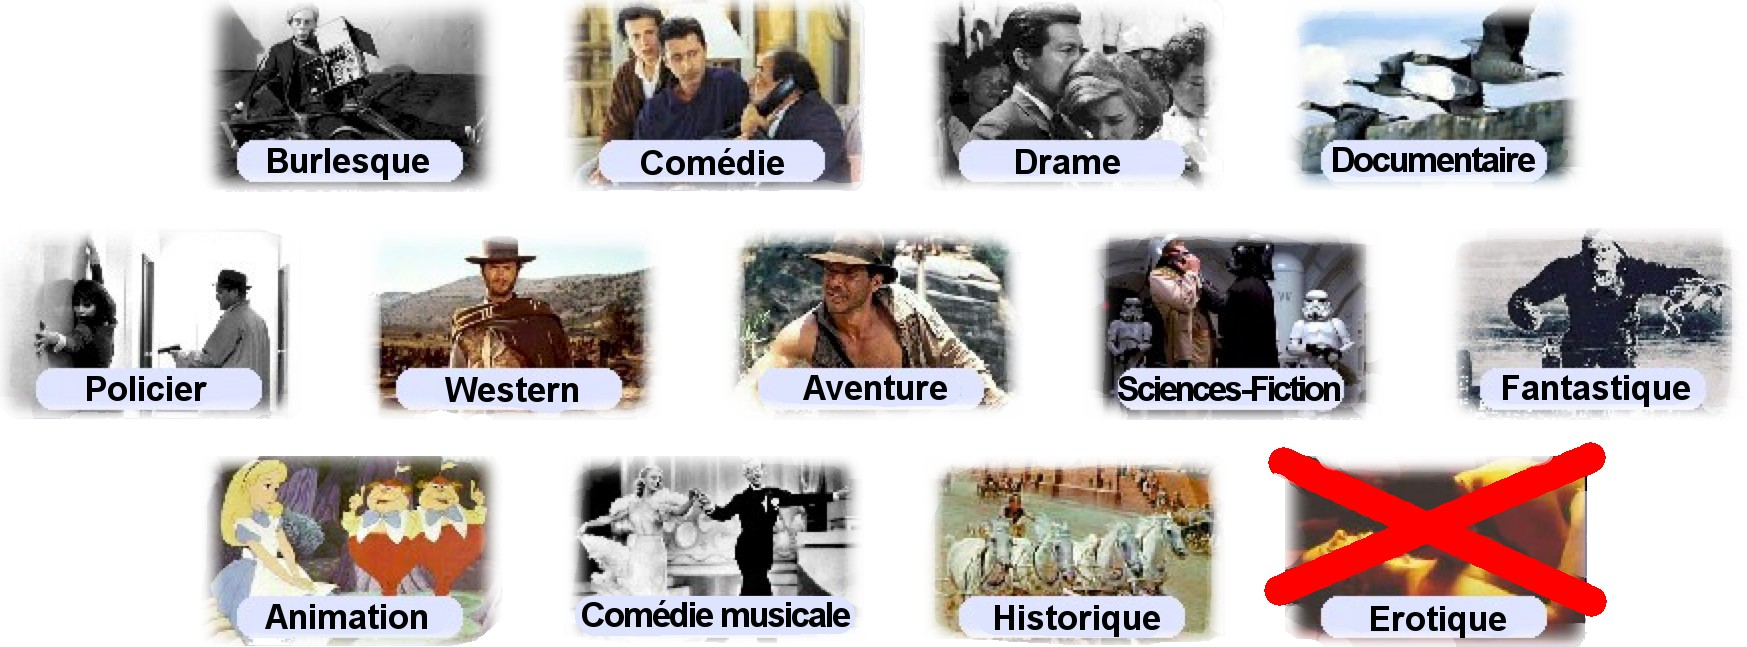 Burlesque
Comédie
Drame
Documentaire
Policier
Western
Aventure
Sciences-Fiction
Fantastique
Animation
Comédie musicale
Historique
Erotique